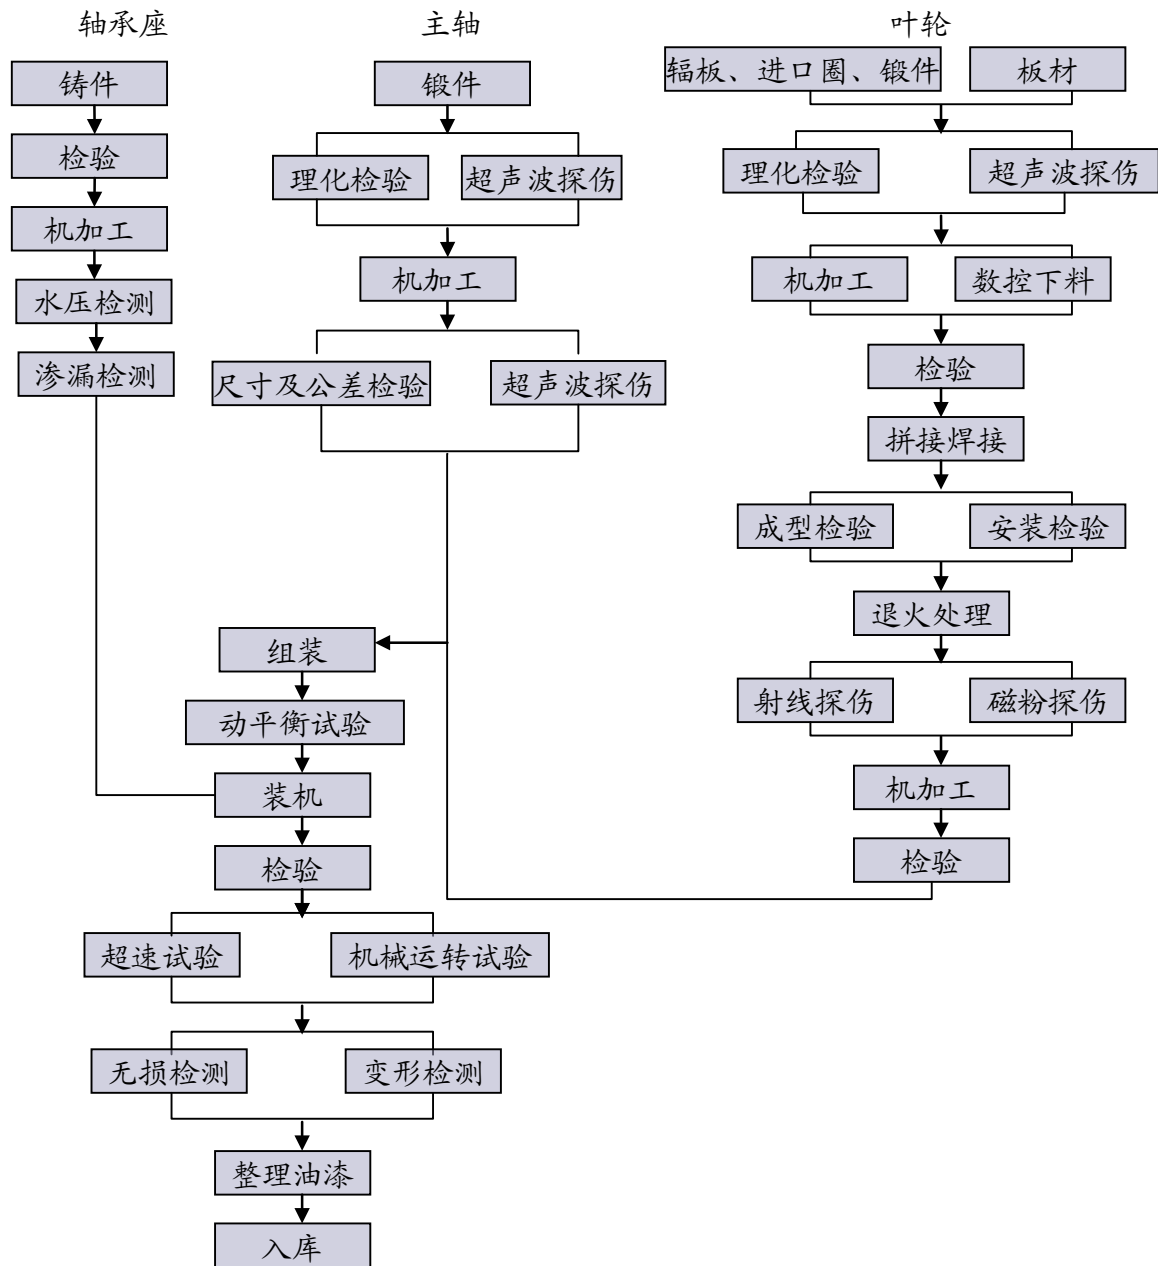 轴承座
主轴
叶轮
铸件
检验
机加工
水压检测
渗漏检测
锻件
理化检验
超声波探伤
机加工
尺寸及公差检验
超声波探伤
辐板、进口圈、锻件
板材
理化检验
超声波探伤
机加工
数控下料
检验
拼接焊接
成型检验
安装检验
退火处理
射线探伤
磁粉探伤
机加工
检验
组装
动平衡试验
装机
检验
超速试验
机械运转试验
无损检测
变形检测
整理油漆
入库